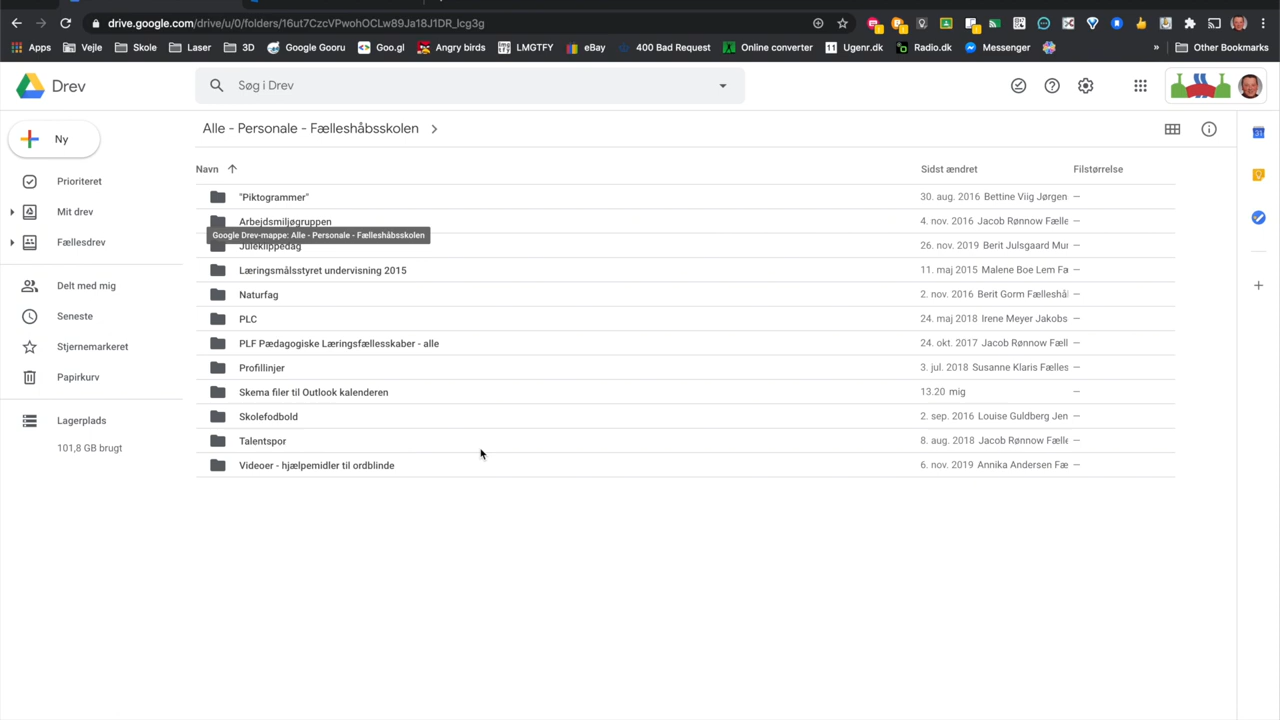 drive.google.com/drive/u/0/folders/16ut7CzcVPwohOCLw89Ja18J1DR_lcg3g
Apps Vejle Skole Laser 3D Google Gooru Goo.gl Angry birds LMGTFY eBay 400 Bad Request Online converter 11 Ugenr.dk Radio.dk Messenger » Other Bookmarks
Drev Søg i Drev
Ny
Alle - Personale - Fælleshåbsskolen
Prioriteret
Mit drev
Fællesdrev
Delt med mig
Seneste
Stjernemarkeret
Papirkurv
Lagerplads
101,8 GB brugt
Navn Sidst ændret Filstørrelse
"Piktogrammer" 30. aug. 2016 Bettine Viig Jørgen —
Arbejdsmiljøgruppen 4. nov. 2016 Jacob Rønnow Fælle —
Google Drev-mappe: Alle - Personale - Fælleshåbsskolen
Juleklippedag 26. nov. 2019 Berit Julsgaard Mur —
Læringsmålsstyret undervisning 2015 11. maj 2015 Malene Boe Lem Fæ —
Naturfag 2. nov. 2016 Berit Gorm Fælleshål —
PLC 24. maj 2018 Irene Meyer Jakobs —
PLF Pædagogiske Læringsfællesskaber - alle 24. okt. 2017 Jacob Rønnow Fæll —
Profillinjer 3. jul. 2018 Susanne Klaris Fælles —
Skema filer til Outlook kalenderen 13.20 mig —
Skolefodbold 2. sep. 2016 Louise Guldberg Jen —
Talentspor 8. aug. 2018 Jacob Rønnow Fælle —
Videoer - hjælpemidler til ordblinde 6. nov. 2019 Annika Andersen Fæ —
31